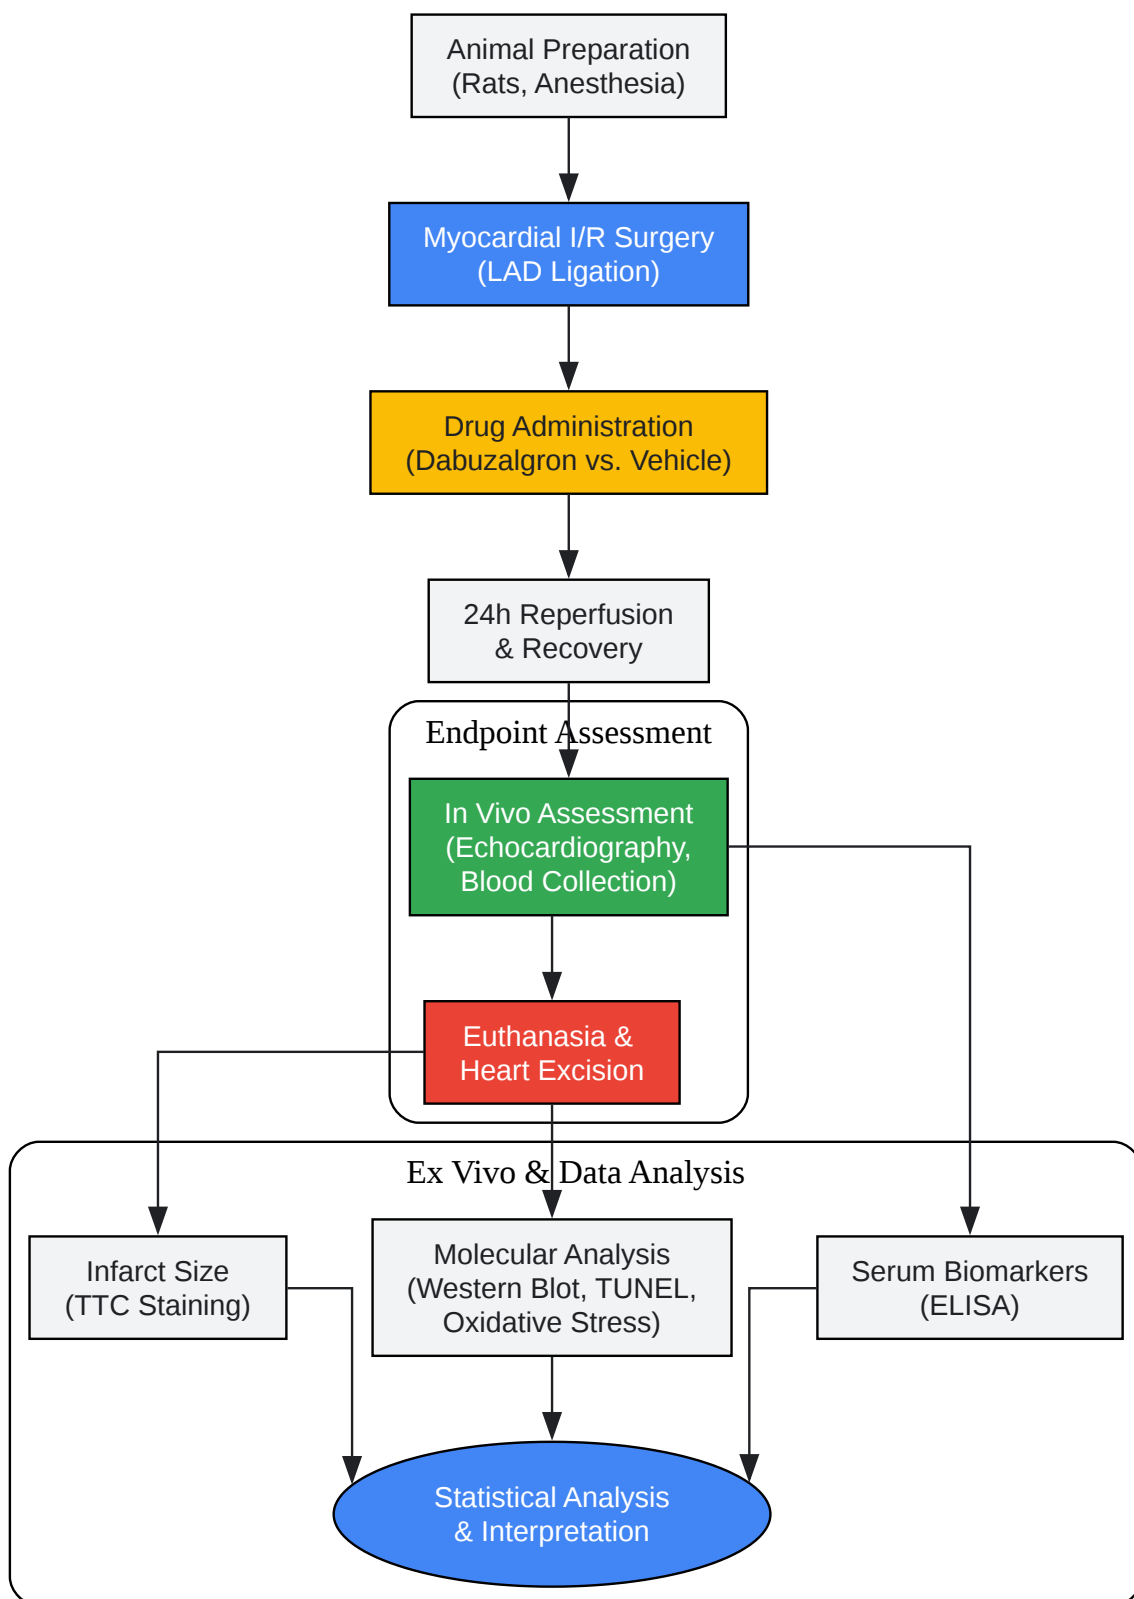 Animal Preparation
(Rats, Anesthesia)
Myocardial I/R Surgery
(LAD Ligation)
Drug Administration
(Dabuzalgron vs. Vehicle)
24h Reperfusion
& Recovery
Endpoint Assessment
In Vivo Assessment
(Echocardiography,
Blood Collection)
Euthanasia &
Heart Excision
Ex Vivo & Data Analysis
Infarct Size
(TTC Staining)
Molecular Analysis
(Western Blot, TUNEL,
Oxidative Stress)
Serum Biomarkers
(ELISA)
Statistical Analysis
& Interpretation